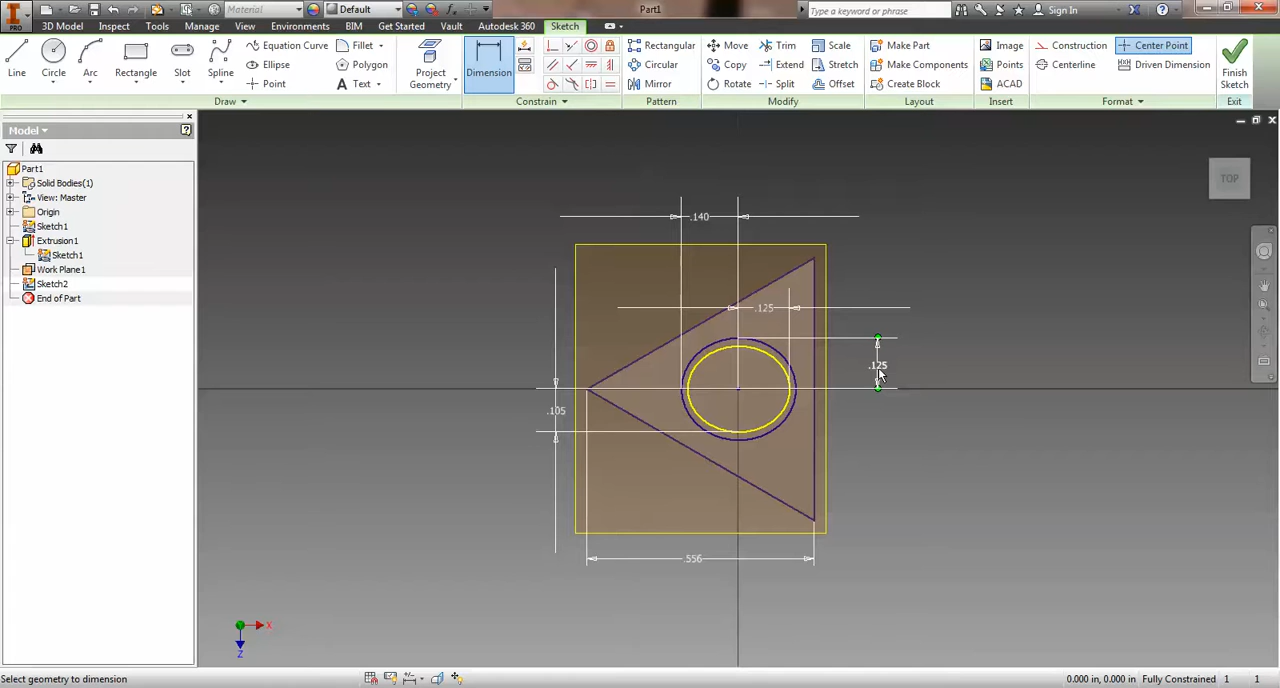 Material
Default
Part1
Type a keyword or phrase
Sign In
PRO
3D Model
Inspect
Tools
Manage
View
Environments
BIM
Get Started
Vault
Autodesk 360
Sketch
Line
Circle
Arc
Rectangle
Slot
Spline
Equation Curve
Ellipse
Point
Fillet
Polygon
Text
Draw
Project
Geometry
Dimension
Constrain
Rectangular
Circular
Mirror
Pattern
Move
Copy
Rotate
Trim
Extend
Split
Scale
Stretch
Offset
Modify
Make Part
Make Components
Create Block
Layout
Image
Points
ACAD
Insert
Construction
Centerline
Center Point
Driven Dimension
Format
Finish
Sketch
Exit
Model
Part1
Solid Bodies(1)
View: Master
Origin
Sketch1
Extrusion1
Sketch1
Work Plane1
Sketch2
End of Part
TOP
.140
.125
.125
.105
.556
X
Z
Select geometry to dimension
0.000 in, 0.000 in
Fully Constrained
1
1